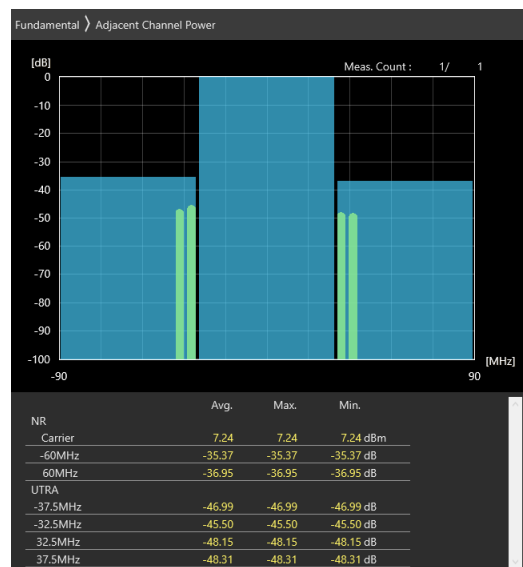 Fundamental ❯ Adjacent Channel Power
[dB] Meas. Count : 1/ 1
0
-10
-20
-30
-40
-50
-60
-70
-80
-90
-100
[MHz]
-90 90
Avg. Max. Min.
NR
Carrier 7.24 7.24 7.24 dBm
-60MHz -35.37 -35.37 -35.37 dB
60MHz -36.95 -36.95 -36.95 dB
UTRA
-37.5MHz -46.99 -46.99 -46.99 dB
-32.5MHz -45.50 -45.50 -45.50 dB
32.5MHz -48.15 -48.15 -48.15 dB
37.5MHz -48.31 -48.31 -48.31 dB